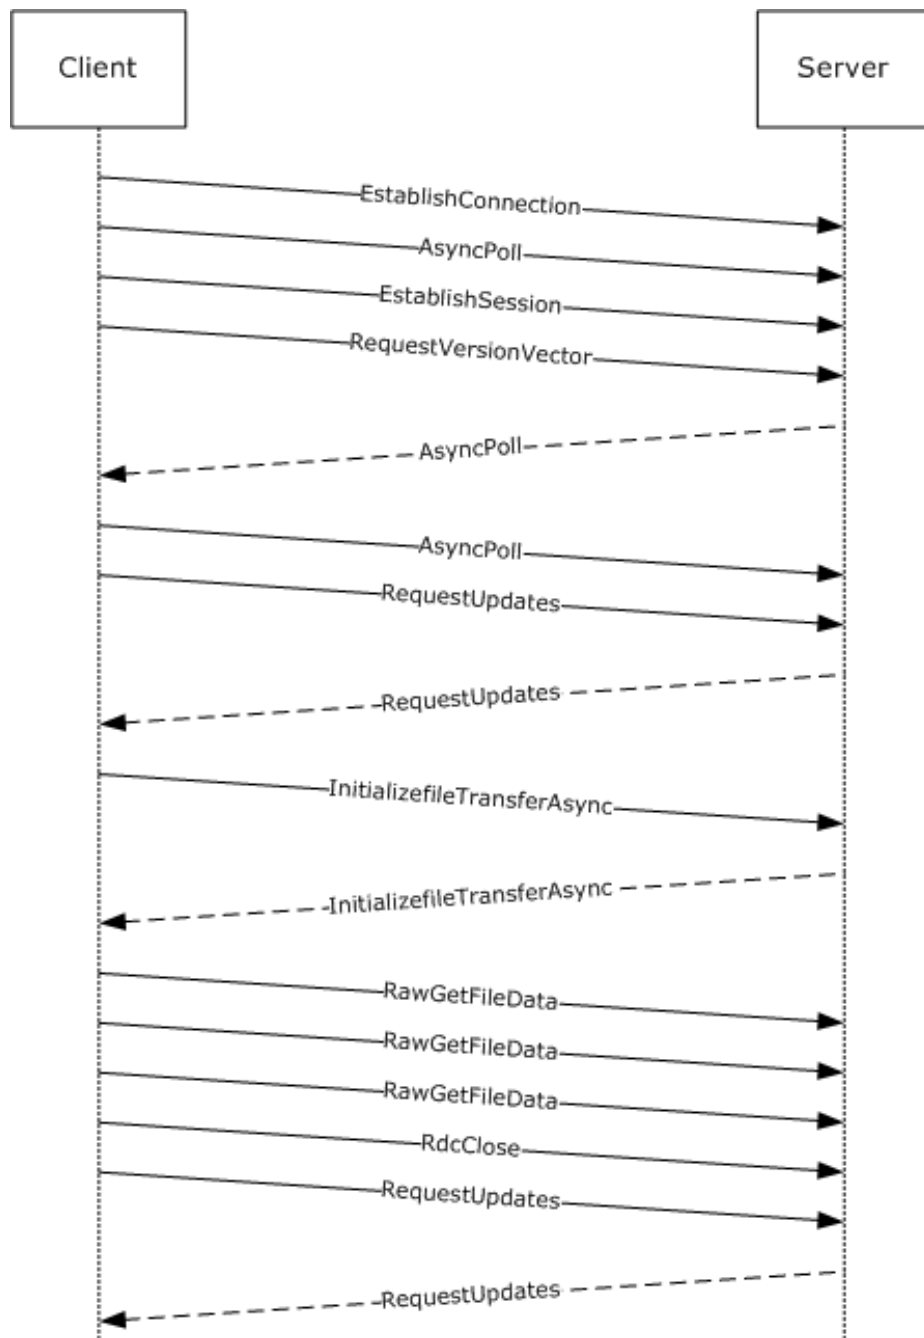 Client
Server
EstablishConnection
AsyncPoll
EstablishSession
RequestVersionVector
AsyncPoll
AsyncPoll
RequestUpdates
RequestUpdates
InitializefileTransferAsync
InitializefileTransferAsync
RawGetFileData
RawGetFileData
RawGetFileData
RdcClose
RequestUpdates
RequestUpdates